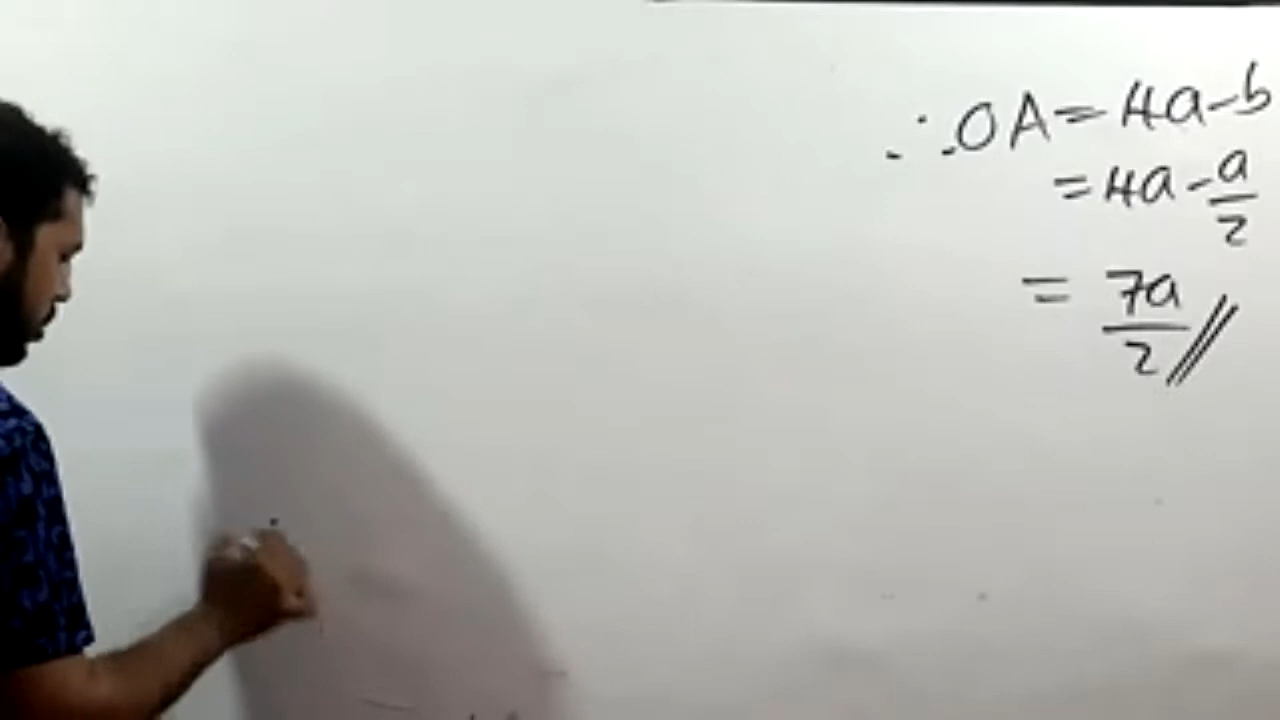 ∴ OA = 4a - b
= 4a - a/2
= 7a/2 //